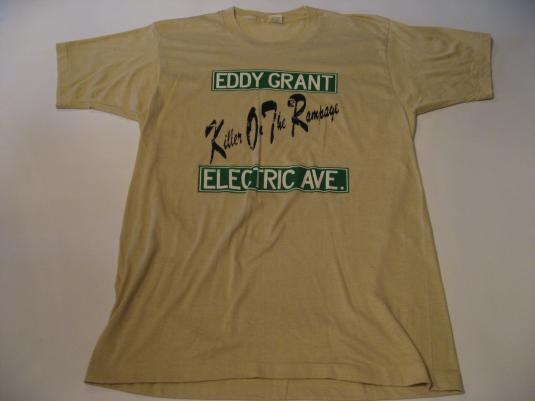 EDDY GRANT
Killer On The Rampage
ELECTRIC AVE.